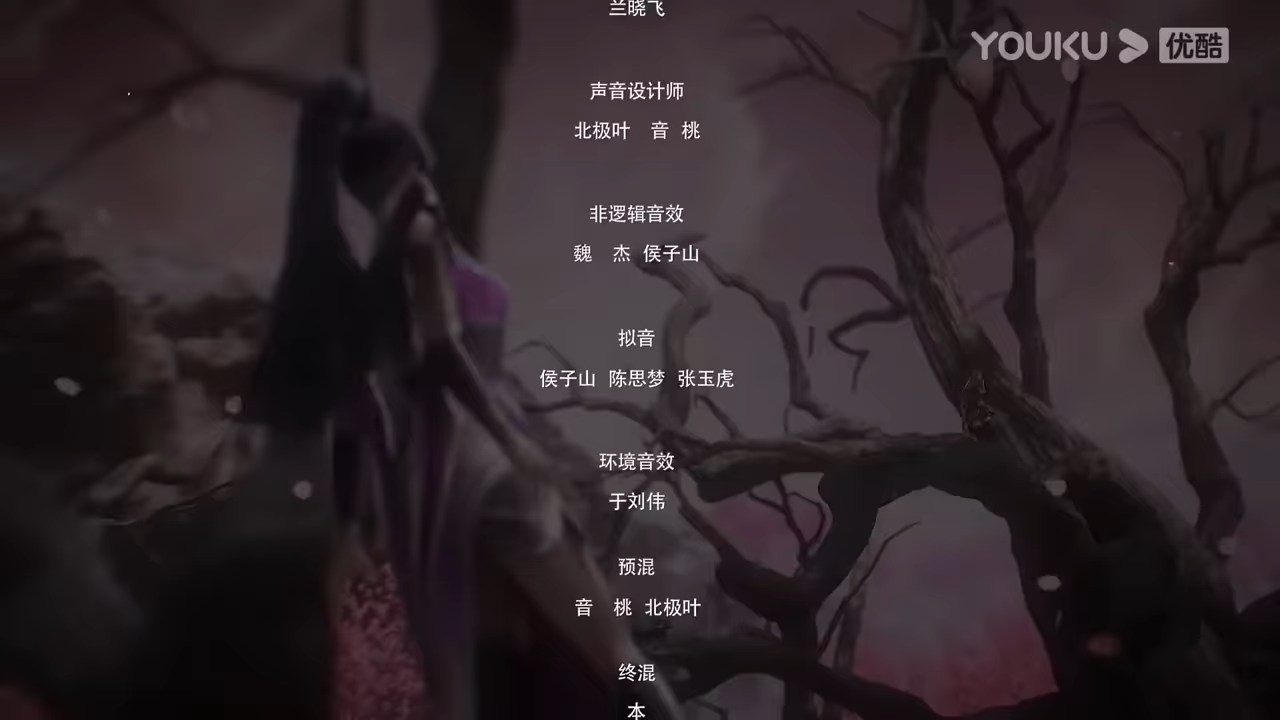 兰晓飞
YOUKU 优酷
声音设计师
北极叶 音 桃
非逻辑音效
魏 杰 侯子山
拟音
侯子山 陈思梦 张玉虎
环境音效
于刘伟
预混
音 桃 北极叶
终混
本